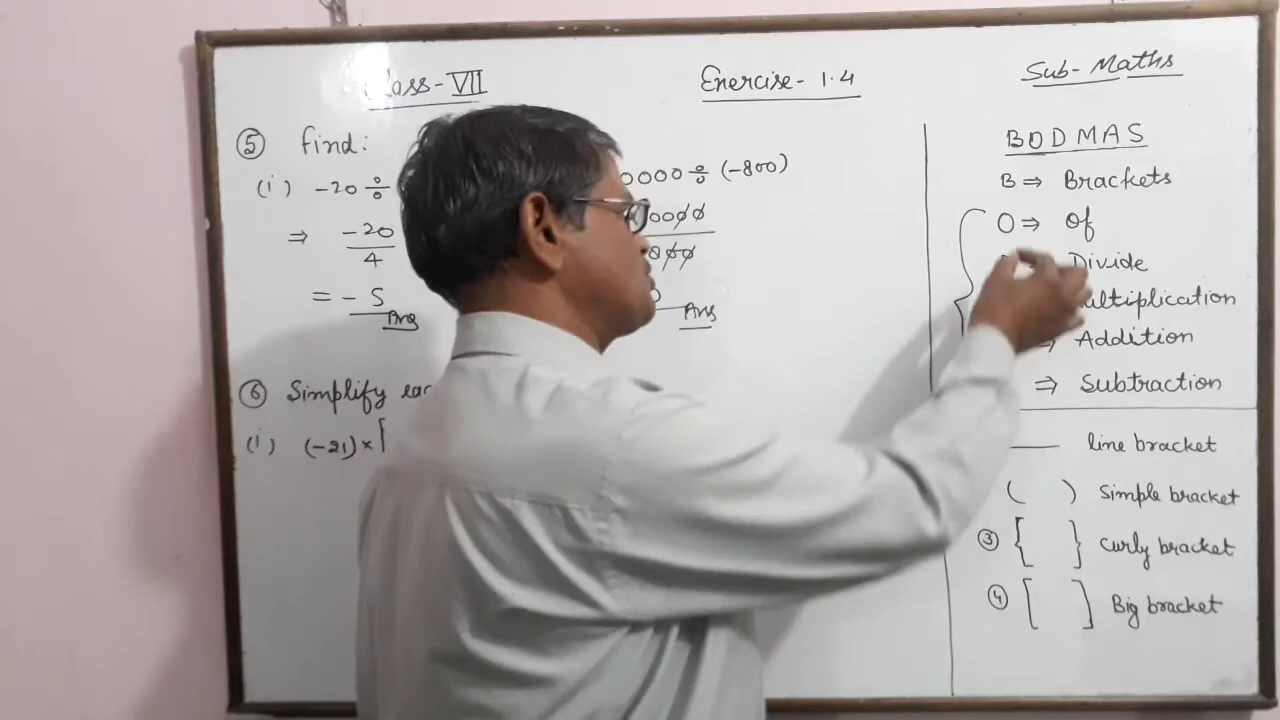 Class-VII Exercise-1.4 Sub-Maths
⑤ find:
(i) -20 ÷
⇒ -20/4
= -5 Ans
0000 ÷ (-800)
Ans
⑥ Simplify
(i) (-21) × [
BODMAS
B ⇒ Brackets
O ⇒ Of
Divide
⇒ Addition
⇒ Subtraction
— line bracket
( ) Simple bracket
③ { } Curly bracket
④ [ ] Big bracket